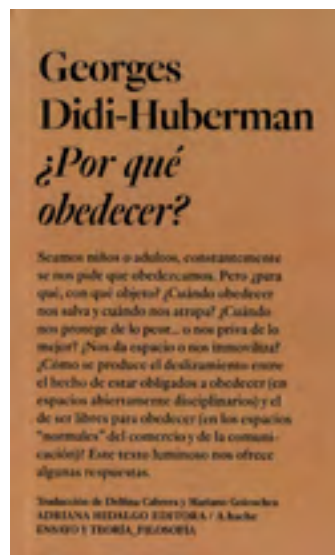 Georges
Didi-Huberman
¿Por qué
obedecer?
Seamos niños o adultos, constantemente
se nos pide que obedezcamos. Pero ¿para
qué, con qué objeto? ¿Cuándo obedecer
nos salva y cuándo nos atrapa? ¿Cuándo
nos protege de lo peor... o nos priva de lo
mejor? ¿Nos da espacio o nos inmoviliza?
¿Cómo se produce el deslizamiento entre
el hecho de estar obligados a obedecer (en
espacios abiertamente disciplinarios) y el
de ser libres para obedecer (en los espacios
"normales" del comercio y de la comuni-
cación)? Este texto luminoso nos ofrece
algunas respuestas.
Traducción de Delfina Cabrera y Mariano
ADRIANA HIDALGO EDITORA / A.hache
ENSAYO Y TEORÍA_FILOSOFÍA